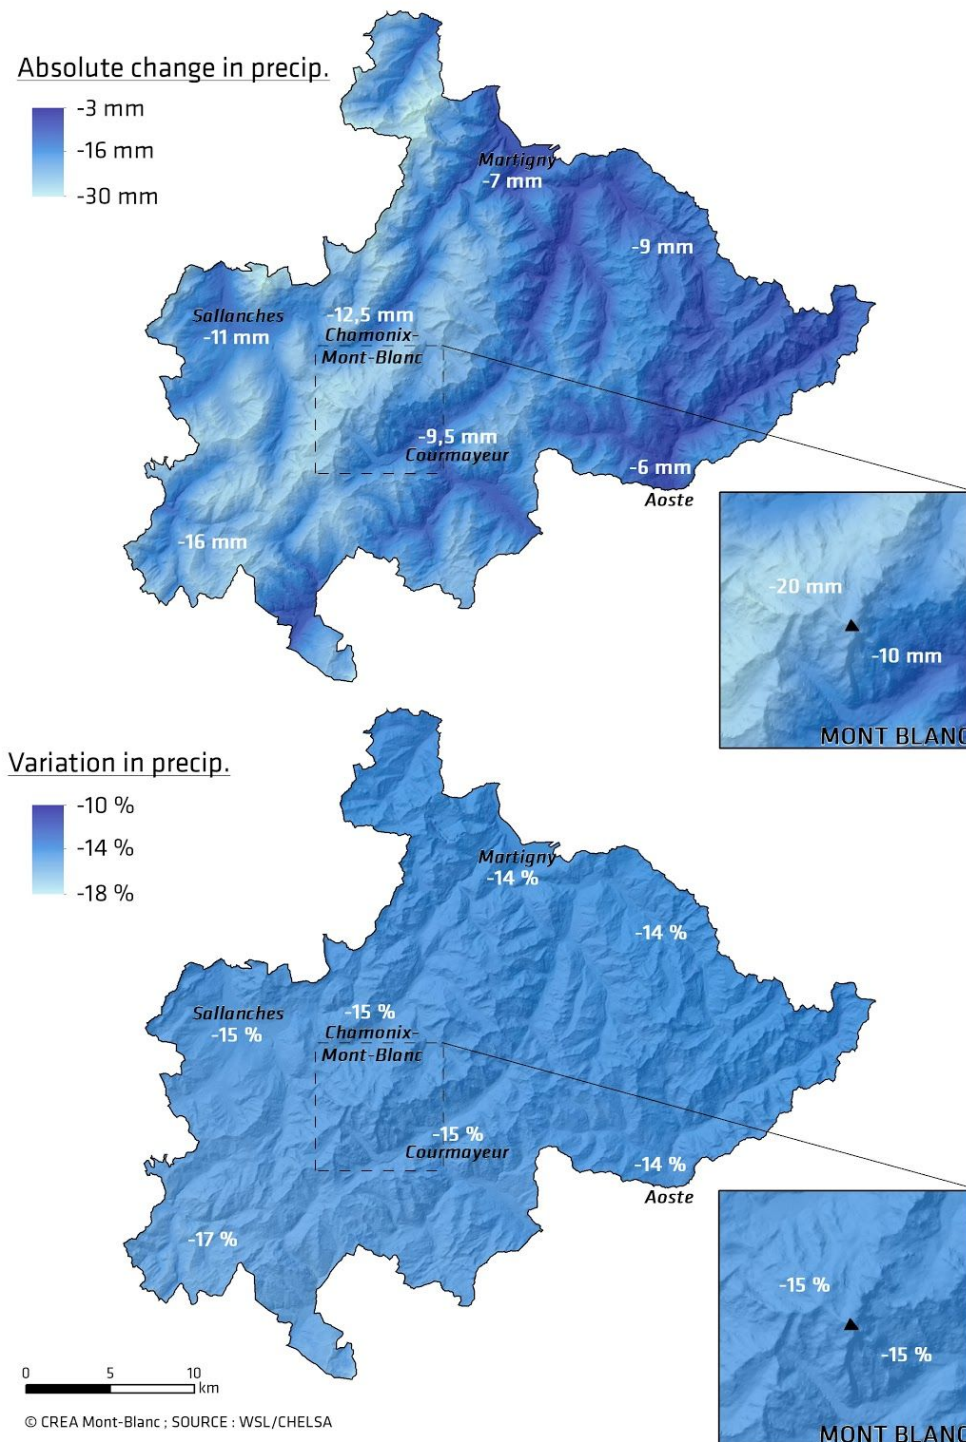 Absolute change in precip.
-3 mm
-16 mm
-30 mm
Martigny
-7 mm
-9 mm
Sallanches
-11 mm
-12,5 mm
Chamonix-
Mont-Blanc
-9,5 mm
Courmayeur
-6 mm
Aoste
-16 mm
-20 mm
-10 mm
MONT BLANC
Variation in precip.
-10 %
-14 %
-18 %
Martigny
-14 %
-14 %
Sallanches
-15 %
-15 %
Chamonix-
Mont-Blanc
-15 %
Courmayeur
-14 %
Aoste
-17 %
-15 %
-15 %
MONT BLANC
0 5 10
km
© CREA Mont-Blanc ; SOURCE : WSL/CHELSA